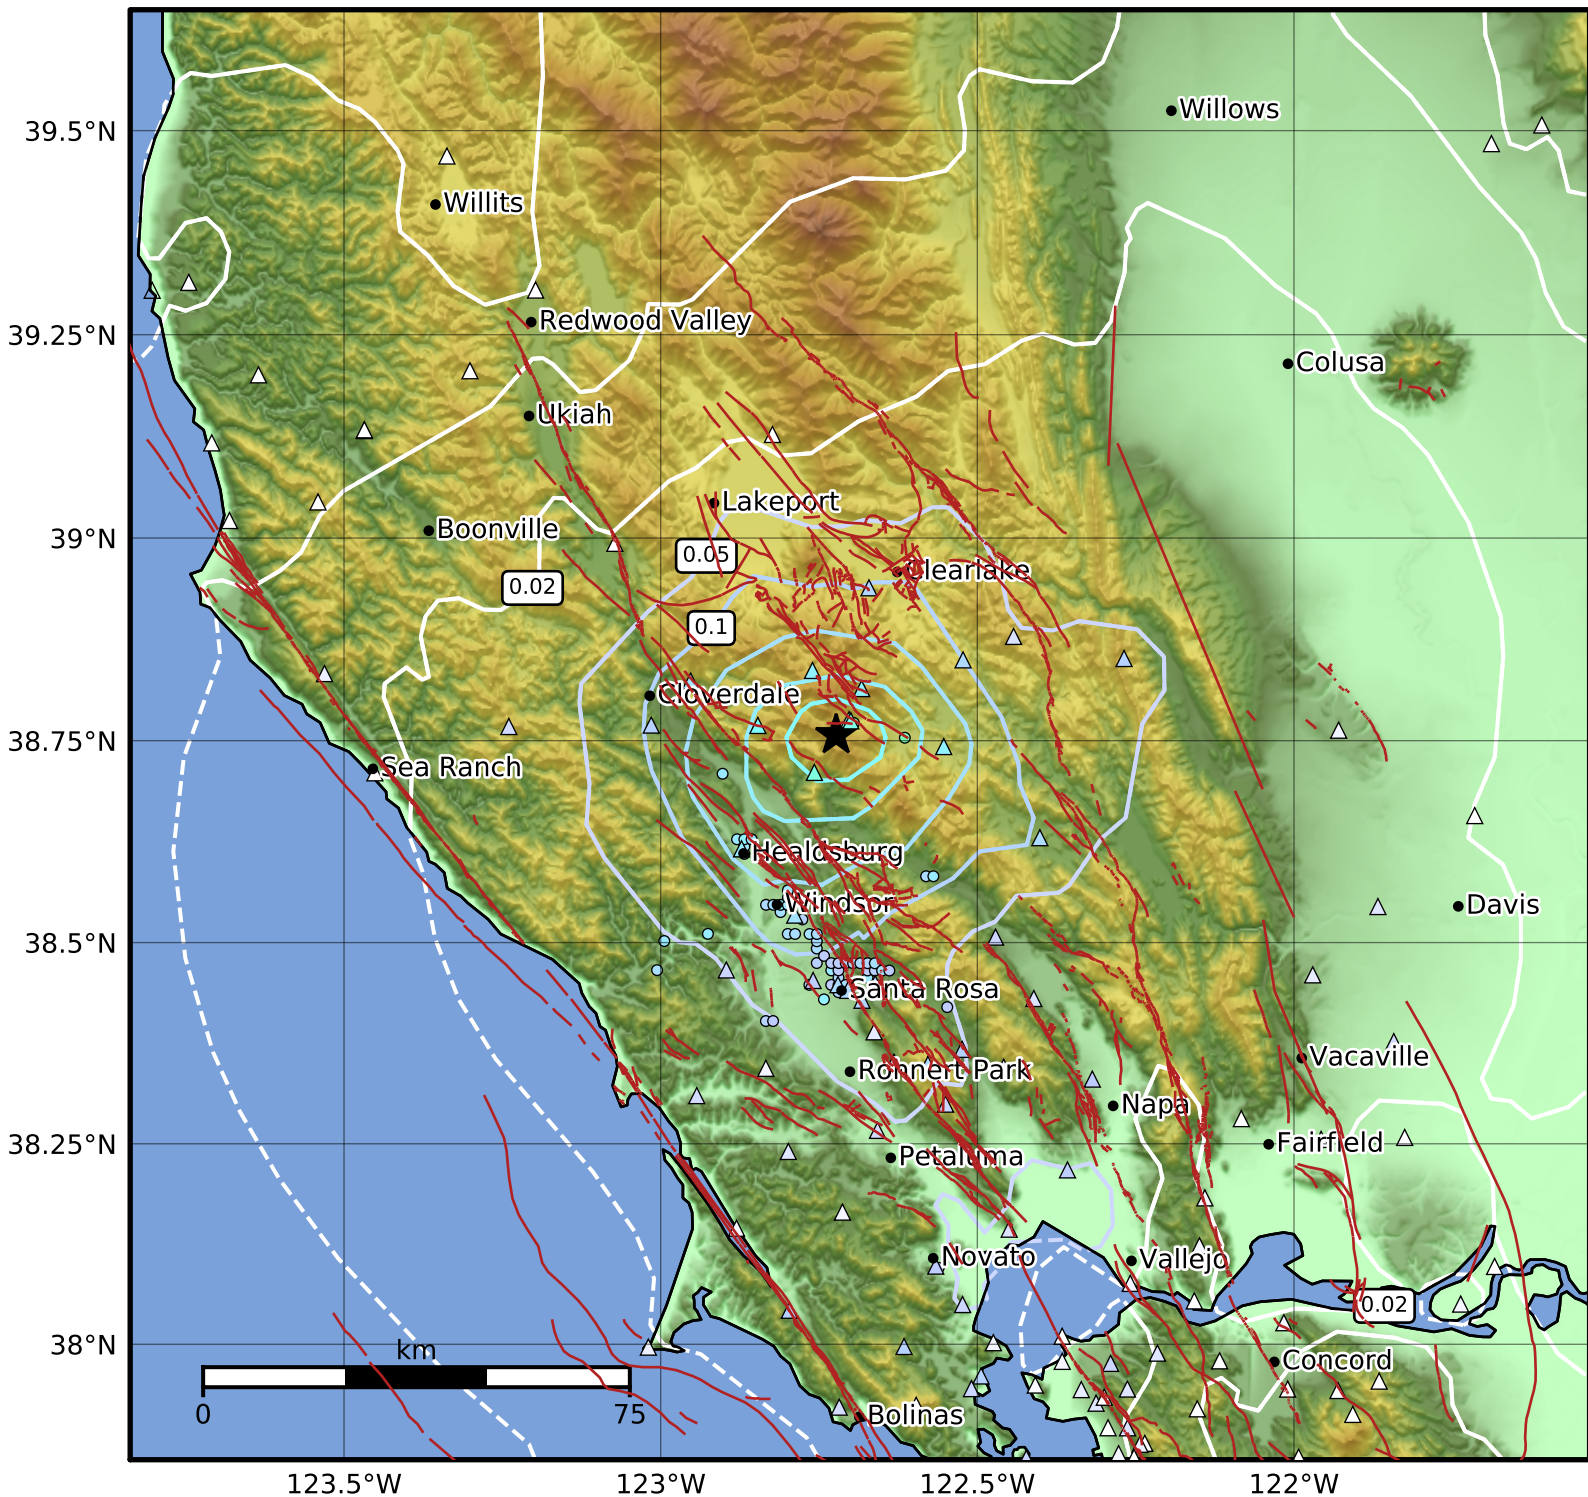 Willows
39.5°N
Willits
Redwood Valley
39.25°N
Colusa
Ukiah
Lakeport
Boonville
39°N
0.05
Clearlake
0.02
0.1
Cloverdale
38.75°N
Sea Ranch
Healdsburg
Windsor
Davis
38.5°N
Santa Rosa
Vacaville
Rohnert Park
Napa
38.25°N
Fairfield
Petaluma
Novato
Vallejo
0.02
38°N
km
Concord
0
75
Bolinas
123.5°W
123°W
122.5°W
122°W